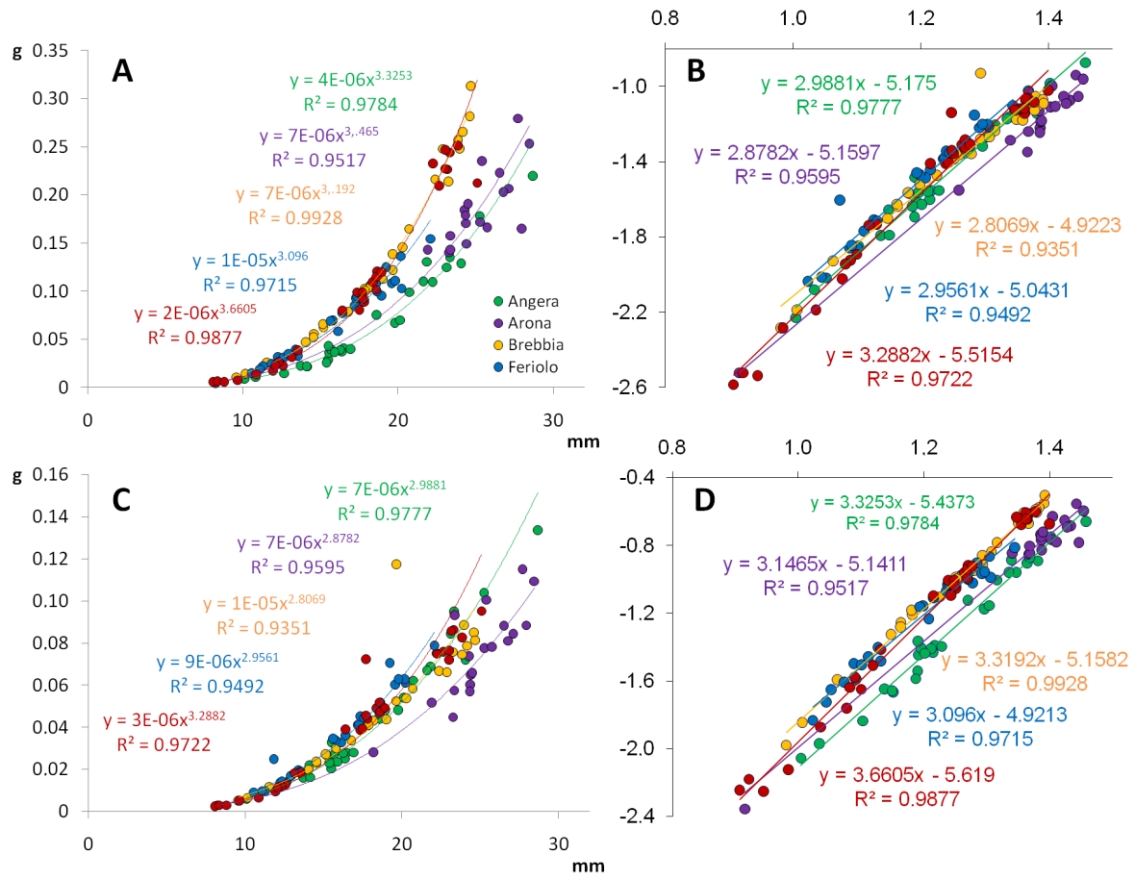 g
0.35
0.30
0.25
0.20
0.15
0.10
0.05
0
0
10
20
30
mm
A
y = 4E-06x3.3253
R² = 0.9784
y = 7E-06x3,.465
R² = 0.9517
y = 7E-06x3,.192
R² = 0.9928
y = 1E-05x3.096
R² = 0.9715
y = 2E-06x3.6605
R² = 0.9877
Angera
Arona
Brebbia
Feriolo
0.8
1.0
1.2
1.4
-1.0
-1.4
-1.8
-2.2
-2.6
B
y = 2.9881x - 5.175
R² = 0.9777
y = 2.8782x - 5.1597
R² = 0.9595
y = 2.8069x - 4.9223
R² = 0.9351
y = 2.9561x - 5.0431
R² = 0.9492
y = 3.2882x - 5.5154
R² = 0.9722
g
0.16
0.14
0.12
0.10
0.08
0.06
0.04
0.02
0
0
10
20
30
mm
C
y = 7E-06x2.9881
R² = 0.9777
y = 7E-06x2.8782
R² = 0.9595
y = 1E-05x2.8069
R² = 0.9351
y = 9E-06x2.9561
R² = 0.9492
y = 3E-06x3.2882
R² = 0.9722
0.8
1.0
1.2
1.4
-0.4
-0.8
-1.2
-1.6
-2.0
-2.4
D
y = 3.3253x - 5.4373
R² = 0.9784
y = 3.1465x - 5.1411
R² = 0.9517
y = 3.3192x - 5.1582
R² = 0.9928
y = 3.096x - 4.9213
R² = 0.9715
y = 3.6605x - 5.619
R² = 0.9877